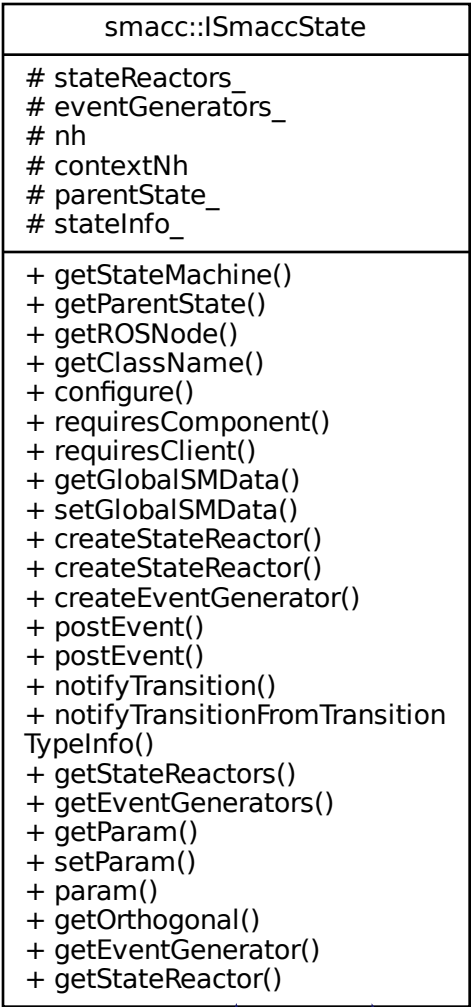 smacc::ISmaccState
# stateReactors_
# eventGenerators_
# nh
# contextNh
# parentState_
# stateInfo_
+ getStateMachine()
+ getParentState()
+ getROSNode()
+ getClassName()
+ configure()
+ requiresComponent()
+ requiresClient()
+ getGlobalSMData()
+ setGlobalSMData()
+ createStateReactor()
+ createStateReactor()
+ createEventGenerator()
+ postEvent()
+ postEvent()
+ notifyTransition()
+ notifyTransitionFromTransition
TypeInfo()
+ getStateReactors()
+ getEventGenerators()
+ getParam()
+ setParam()
+ param()
+ getOrthogonal()
+ getEventGenerator()
+ getStateReactor()